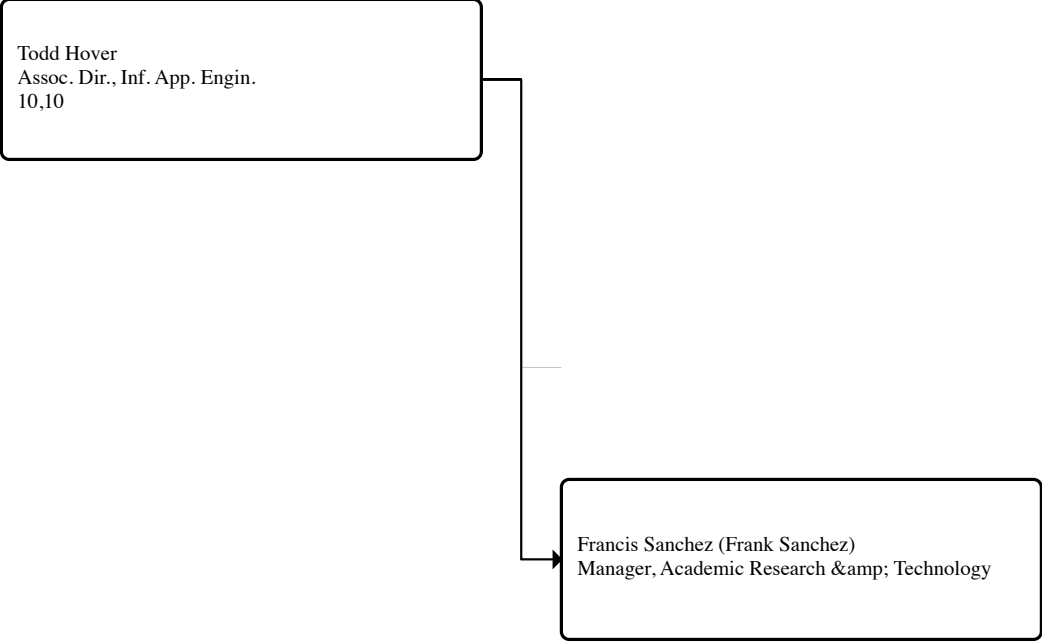 Todd Hover
Assoc. Dir., Inf. App. Engin.
10,10
Francis Sanchez (Frank Sanchez)
Manager, Academic Research &amp; Technology